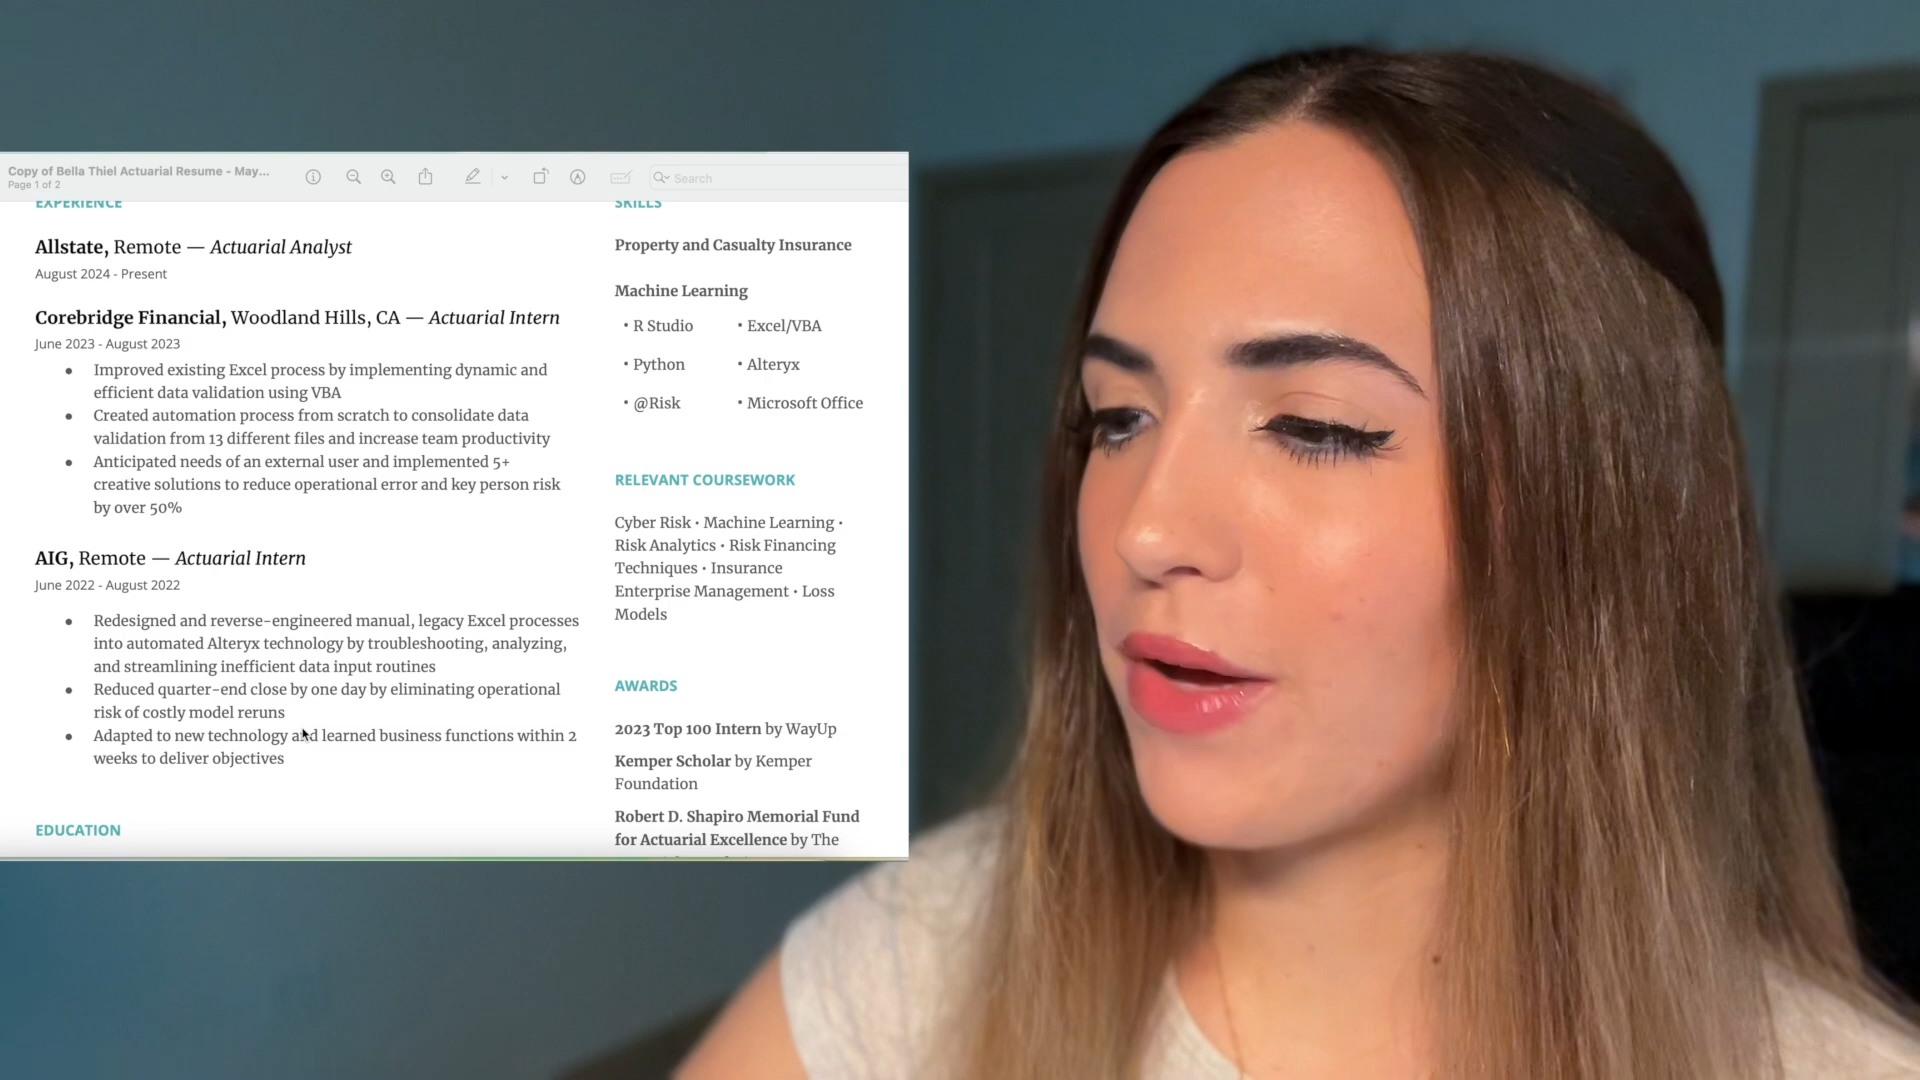 Copy of Bella Thiel Actuarial Resume - May...
Page 1 of 2
Search
EXPERIENCE
Allstate, Remote — Actuarial Analyst
August 2024 - Present
Corebridge Financial, Woodland Hills, CA — Actuarial Intern
June 2023 - August 2023
● Improved existing Excel process by implementing dynamic and
efficient data validation using VBA
● Created automation process from scratch to consolidate data
validation from 13 different files and increase team productivity
● Anticipated needs of an external user and implemented 5+
creative solutions to reduce operational error and key person risk
by over 50%
AIG, Remote — Actuarial Intern
June 2022 - August 2022
● Redesigned and reverse-engineered manual, legacy Excel processes
into automated Alteryx technology by troubleshooting, analyzing,
and streamlining inefficient data input routines
● Reduced quarter-end close by one day by eliminating operational
risk of costly model reruns
● Adapted to new technology and learned business functions within 2
weeks to deliver objectives
EDUCATION
SKILLS
Property and Casualty Insurance
Machine Learning
• R Studio • Excel/VBA
• Python • Alteryx
• @Risk • Microsoft Office
RELEVANT COURSEWORK
Cyber Risk • Machine Learning •
Risk Analytics • Risk Financing
Techniques • Insurance
Enterprise Management • Loss
Models
AWARDS
2023 Top 100 Intern by WayUp
Kemper Scholar by Kemper
Foundation
Robert D. Shapiro Memorial Fund
for Actuarial Excellence by The